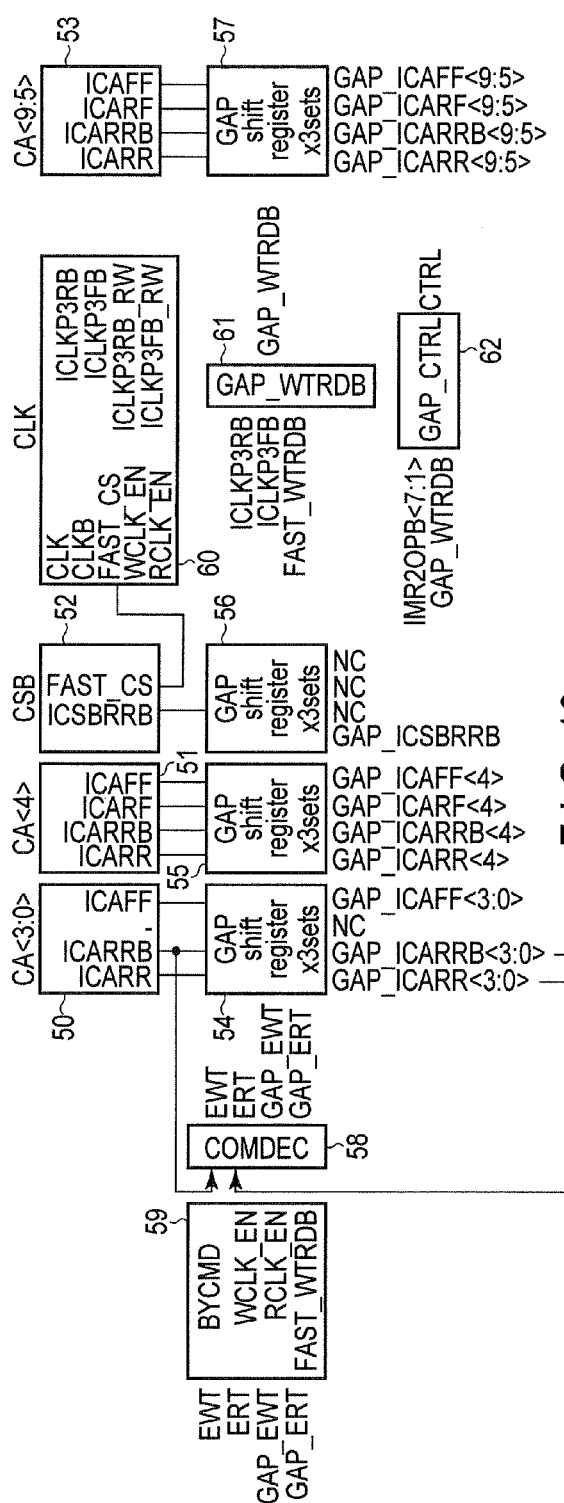 CA<3:0>
ICAFF
ICARRB
ICARR
50
GAP
shift
register
x3sets
54
GAP_ICAFF<3:0>
NC
GAP_ICARRB<3:0>
GAP_ICARR<3:0>
CA<4>
ICAFF
ICARF
ICARRB
ICARR
51
GAP
shift
register
x3sets
55
GAP_ICAFF<4>
GAP_ICARF<4>
GAP_ICARRB<4>
GAP_ICARR<4>
CSB
52
FAST_CS
ICSBRRB
56
GAP
shift
register
x3sets
NC
NC
NC
GAP_ICSBRRB
CLK
CLK
CLKB
FAST_CS
WCLK_EN
RCLK_EN
ICLKP3RB
ICLKP3FB
ICLKP3RB_RW
ICLKP3FB_RW
60
CA<9:5>
53
ICAFF
ICARF
ICARRB
ICARR
57
GAP
shift
register
x3sets
GAP_ICAFF<9:5>
GAP_ICARF<9:5>
GAP_ICARRB<9:5>
GAP_ICARR<9:5>
59
EWT
ERT
GAP_EWT
GAP_ERT
BYCMD
WCLK_EN
RCLK_EN
FAST_WTRDB
COMDEC
58
EWT
ERT
GAP_EWT
GAP_ERT
61
ICLKP3RB
ICLKP3FB
FAST_WTRDB
GAP_WTRDB
GAP_WTRDB
IMR2OPB<7:1>
GAP_WTRDB
GAP_CTRL
CTRL
62